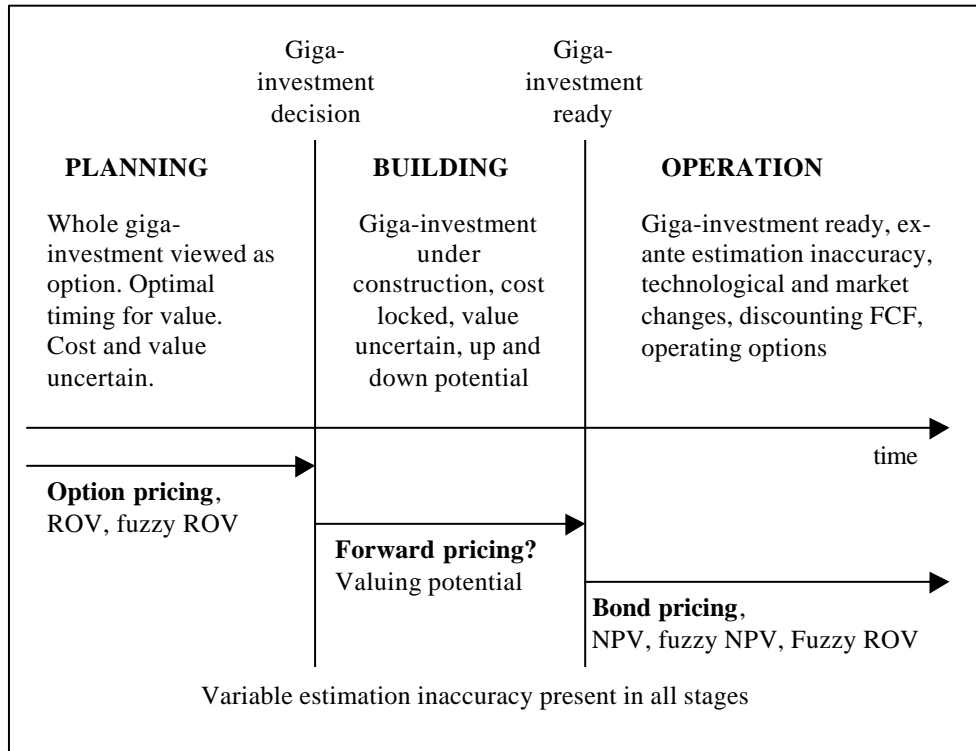 Giga-
investment
decision
Giga-
investment
ready
PLANNING
Whole giga-
investment viewed as
option. Optimal
timing for value.
Cost and value
uncertain.
BUILDING
Giga-investment
under
construction, cost
locked, value
uncertain, up and
down potential
OPERATION
Giga-investment ready, ex-
ante estimation inaccuracy,
technological and market
changes, discounting FCF,
operating options
time
Option pricing,
ROV, fuzzy ROV
Forward pricing?
Valuing potential
Bond pricing,
NPV, fuzzy NPV, Fuzzy ROV
Variable estimation inaccuracy present in all stages